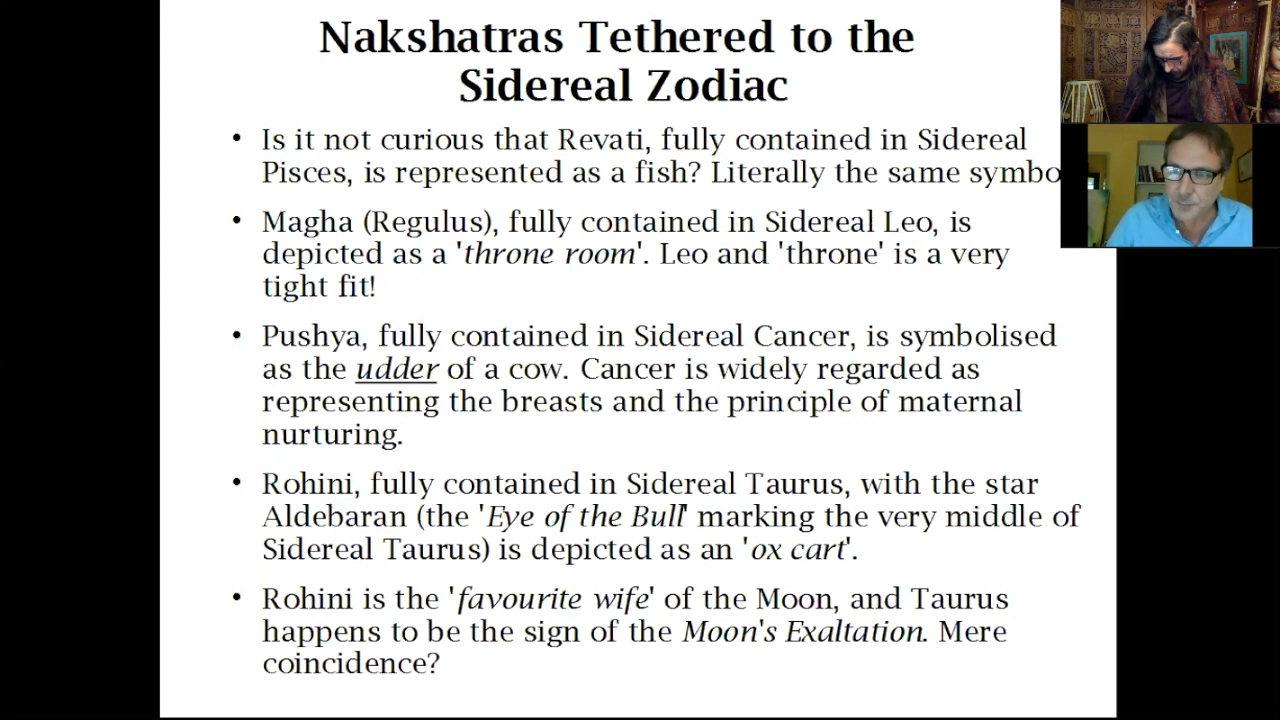 Nakshatras Tethered to the
Sidereal Zodiac
• Is it not curious that Revati, fully contained in Sidereal
Pisces, is represented as a fish? Literally the same symbo
• Magha (Regulus), fully contained in Sidereal Leo, is
depicted as a 'throne room'. Leo and 'throne' is a very
tight fit!
• Pushya, fully contained in Sidereal Cancer, is symbolised
as the udder of a cow. Cancer is widely regarded as
representing the breasts and the principle of maternal
nurturing.
• Rohini, fully contained in Sidereal Taurus, with the star
Aldebaran (the 'Eye of the Bull' marking the very middle of
Sidereal Taurus) is depicted as an 'ox cart'.
• Rohini is the 'favourite wife' of the Moon, and Taurus
happens to be the sign of the Moon's Exaltation. Mere
coincidence?